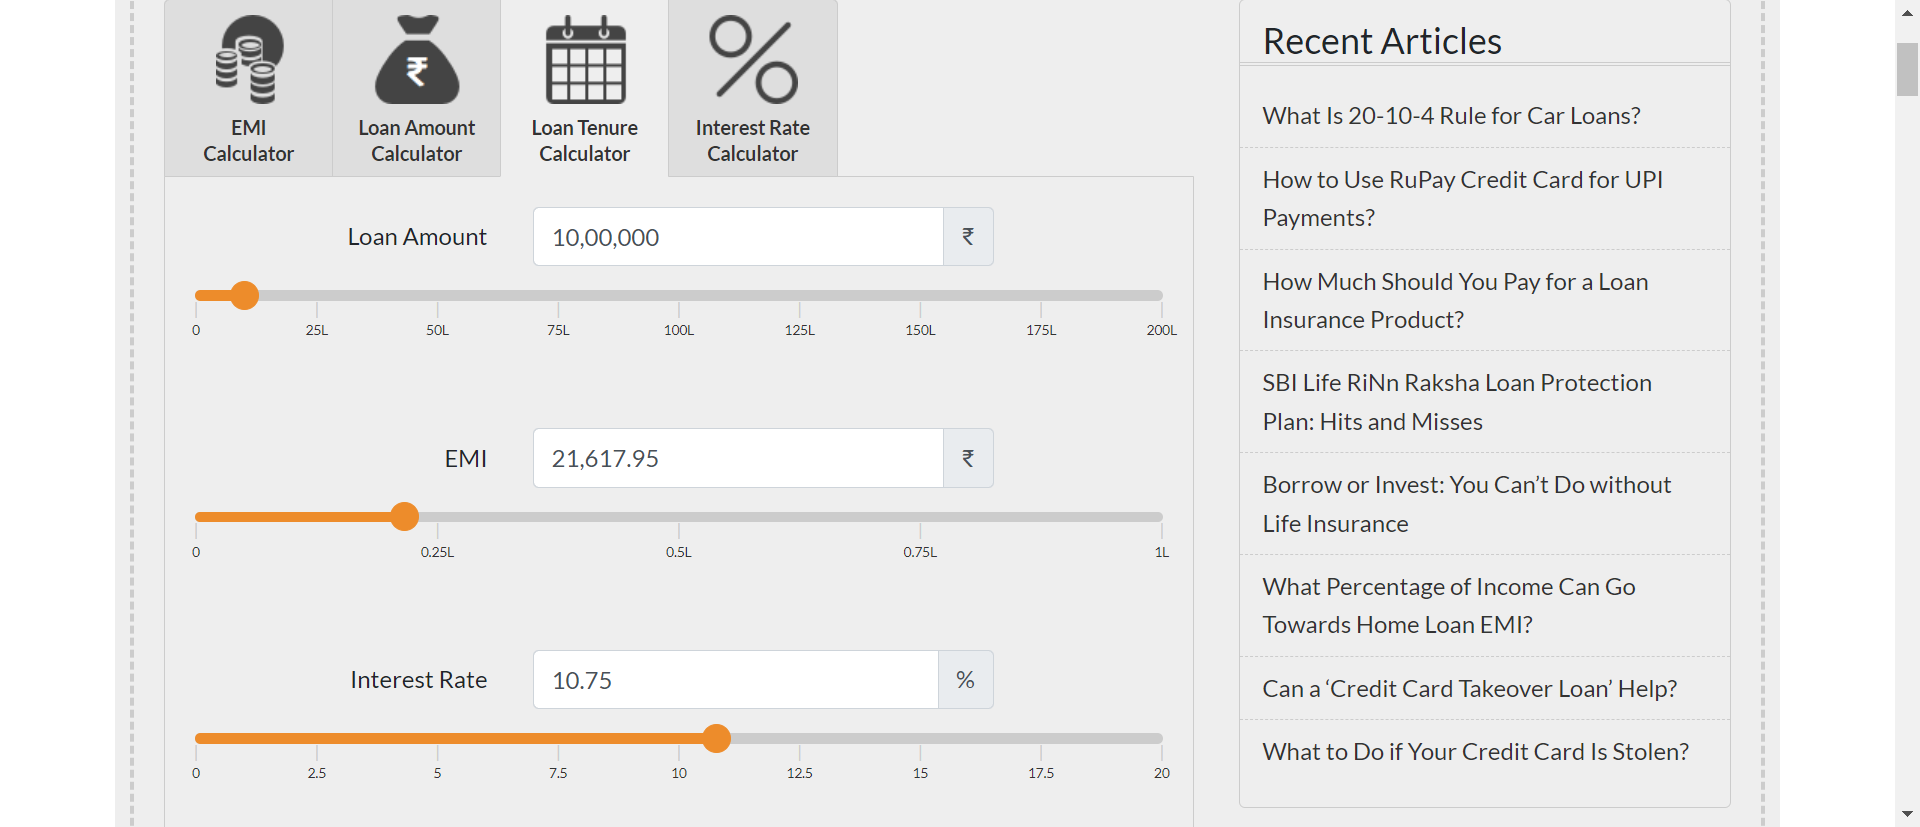 EMI
Calculator
Loan Amount
Calculator
Loan Tenure
Calculator
Interest Rate
Calculator
Loan Amount
10,00,000
₹
0 25L 50L 75L 100L 125L 150L 175L 200L
EMI
21,617.95
₹
0 0.25L 0.5L 0.75L 1L
Interest Rate
10.75
%
0 2.5 5 7.5 10 12.5 15 17.5 20
Recent Articles
What Is 20-10-4 Rule for Car Loans?
How to Use RuPay Credit Card for UPI
Payments?
How Much Should You Pay for a Loan
Insurance Product?
SBI Life RiNn Raksha Loan Protection
Plan: Hits and Misses
Borrow or Invest: You Can’t Do without
Life Insurance
What Percentage of Income Can Go
Towards Home Loan EMI?
Can a ‘Credit Card Takeover Loan’ Help?
What to Do if Your Credit Card Is Stolen?